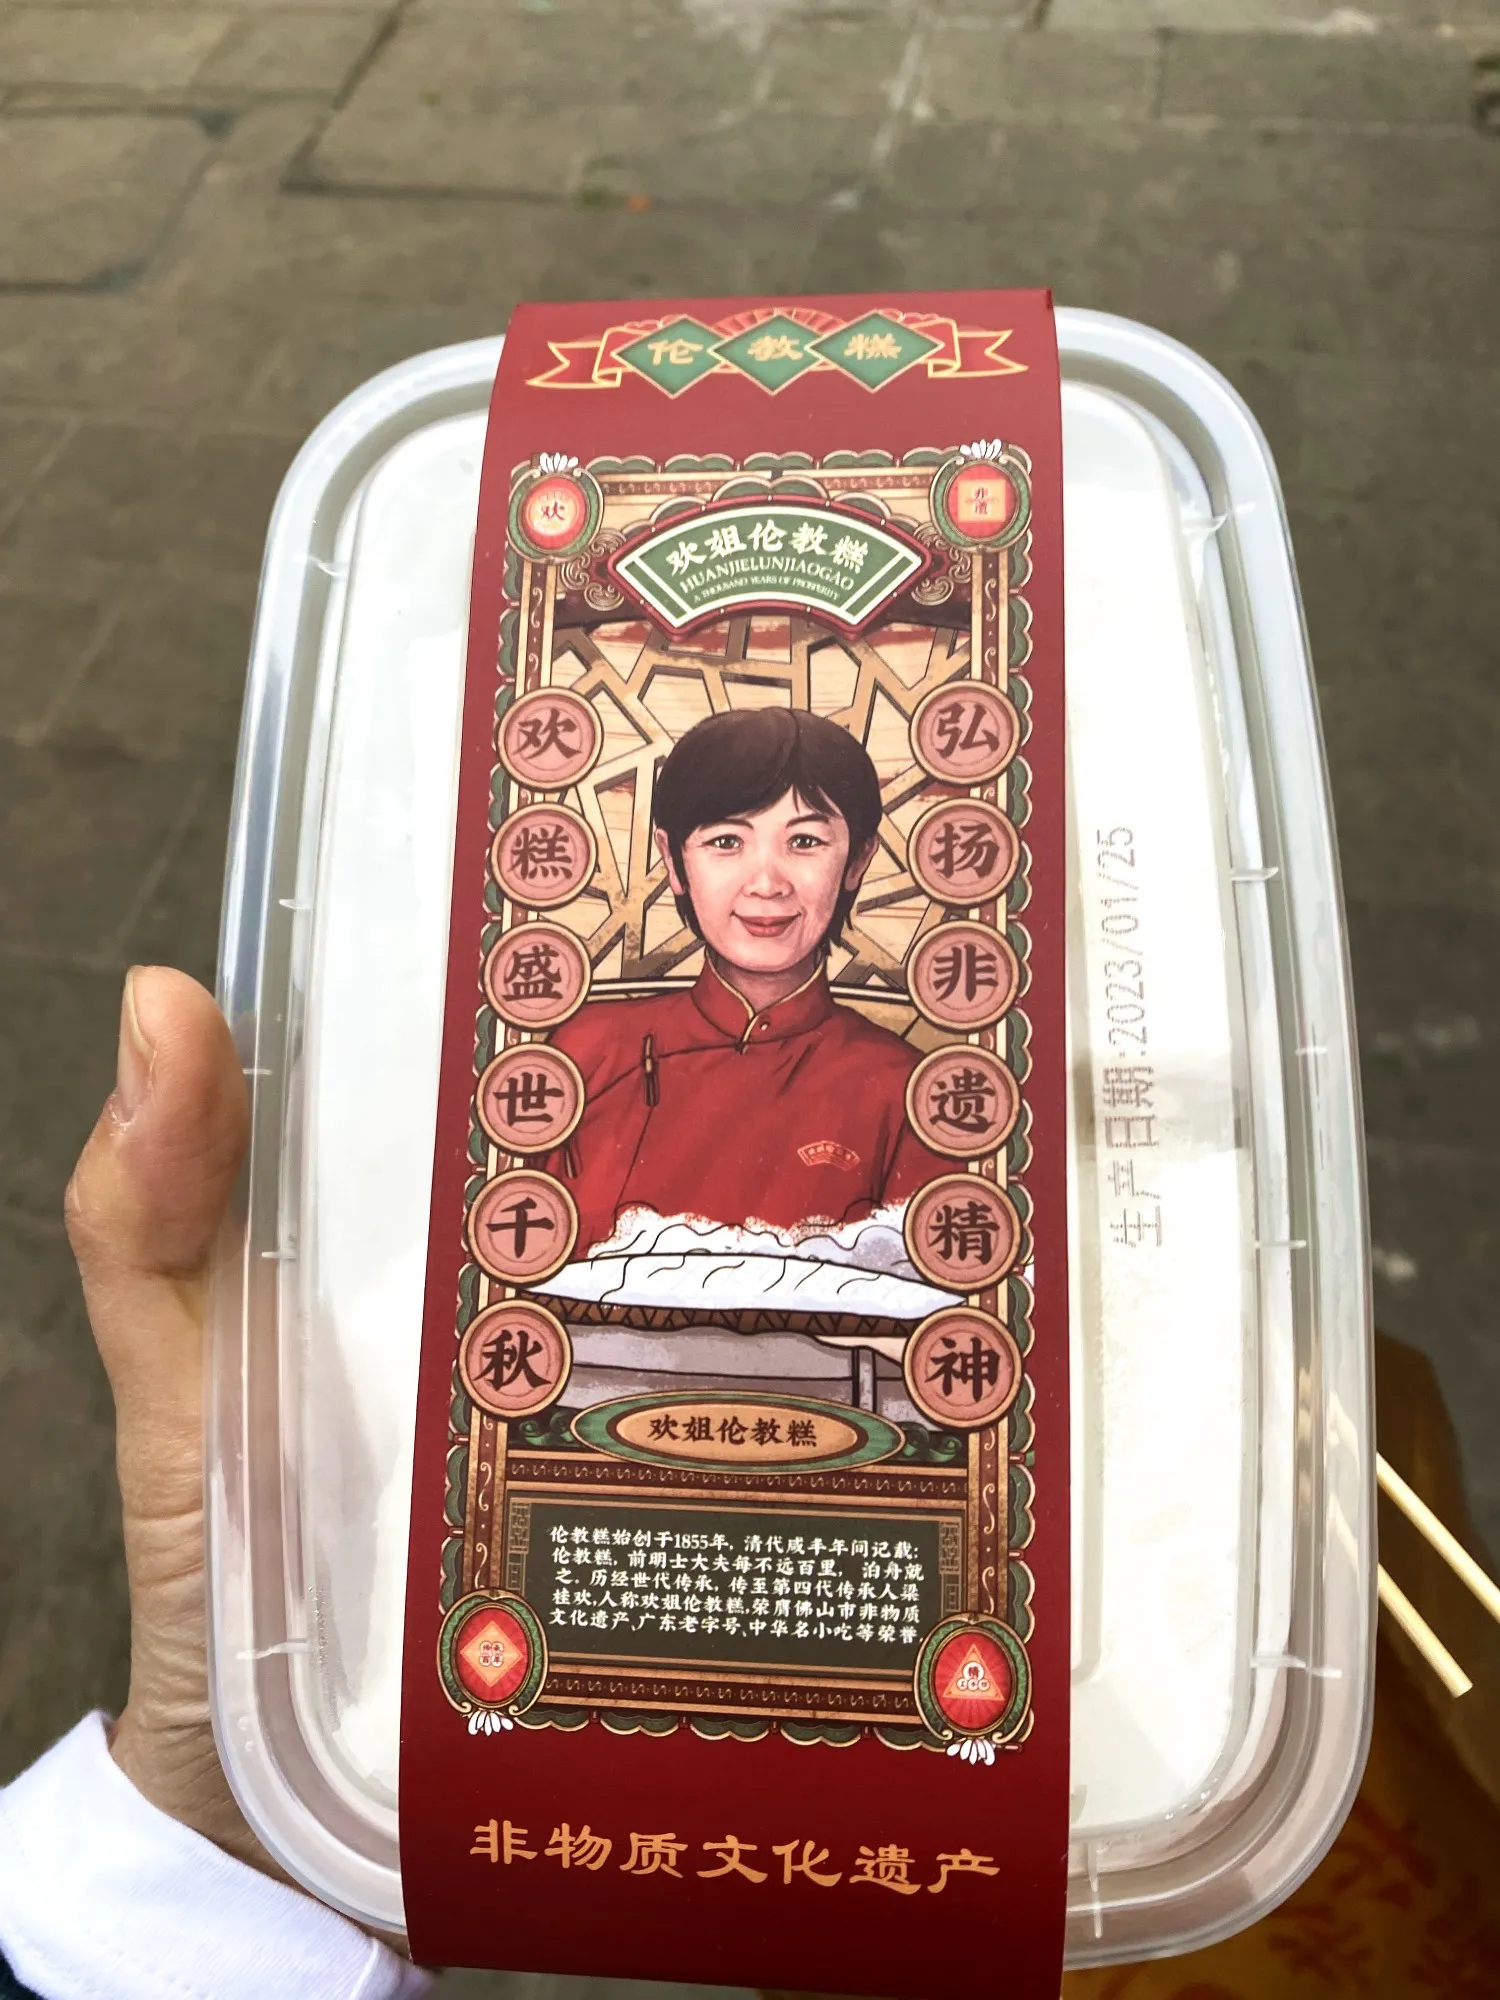 伦教糕
欢
非遗
欢姐伦教糕
HUANJIELUNJIAOGAO
A THOUSAND YEARS OF PROSPERITY
欢糕盛世千秋
弘扬非遗精神
生产日期:2023/01/25
欢姐伦教糕
伦教糕始创于1855年,清代咸丰年间记载:
伦教糕,前明士大夫每不远百里,泊舟就
之。历经世代传承,传至第四代传承人梁
桂欢,人称欢姐伦教糕,荣膺佛山市非物质
文化遗产、广东老字号、中华名小吃等荣誉。
非物质文化遗产